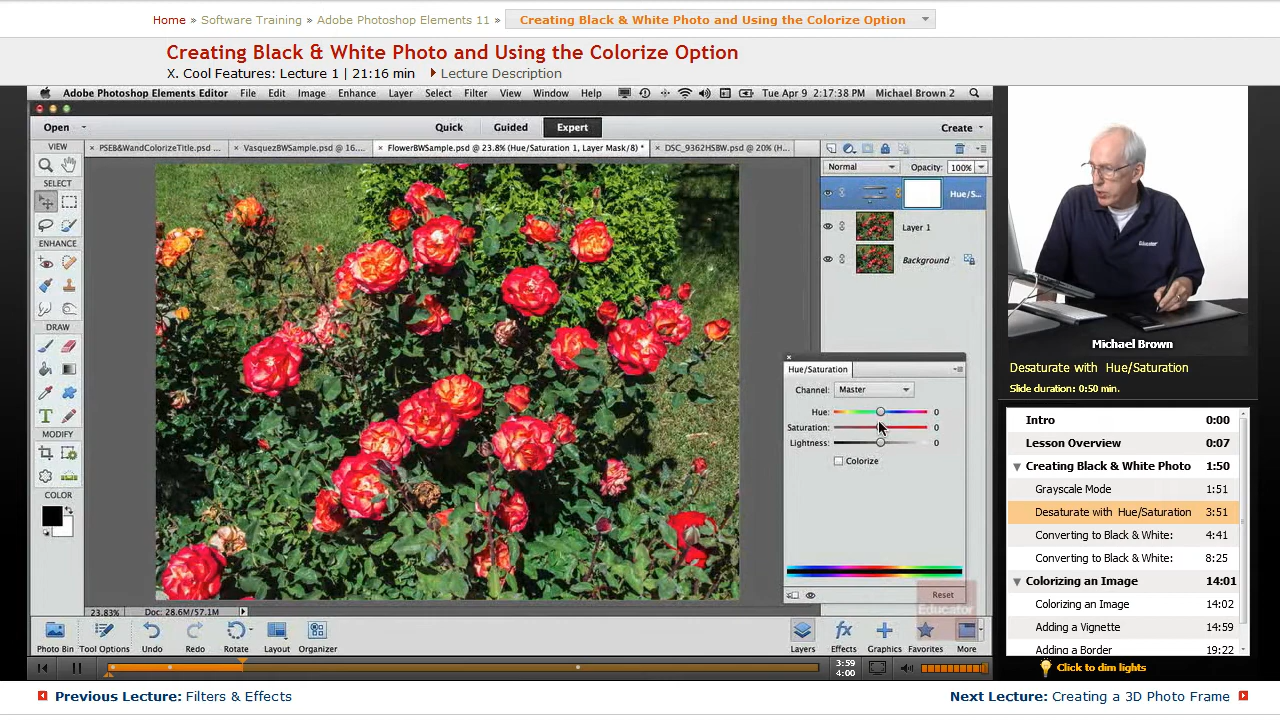 Home » Software Training » Adobe Photoshop Elements 11 » Creating Black & White Photo and Using the Colorize Option
Creating Black & White Photo and Using the Colorize Option
X. Cool Features: Lecture 1 | 21:16 min Lecture Description
Adobe Photoshop Elements Editor File Edit Image Enhance Layer Select Filter View Window Help Tue Apr 9 2:17:38 PM Michael Brown 2
Open Quick Guided Expert Create
VIEW × PSEB&WandColorizeTitle.psd ... × VasquezBWSample.psd @ 16.... × FlowerBWSample.psd @ 23.8% (Hue/Saturation 1, Layer Mask/8) * × DSC_9362HSBW.psd @ 20% (H...
Normal Opacity: 100%
SELECT
Hue/S...
Layer 1
ENHANCE
Background
DRAW
Hue/Saturation
Channel: Master
Hue: 0
Saturation: 0
Lightness: 0
Colorize
T
MODIFY
COLOR
Reset
Educator
23.83% Doc: 28.6M/57.1M
Photo Bin Tool Options Undo Redo Rotate Layout Organizer
fx
Layers Effects Graphics Favorites More
3:59
4:00
Educator
Michael Brown
Desaturate with Hue/Saturation
Slide duration: 0:50 min.
Intro 0:00
Lesson Overview 0:07
Creating Black & White Photo 1:50
Grayscale Mode 1:51
Desaturate with Hue/Saturation 3:51
Converting to Black & White: 4:41
Converting to Black & White: 8:25
Colorizing an Image 14:01
Colorizing an Image 14:02
Adding a Vignette 14:59
Adding a Border 19:22
Click to dim lights
Previous Lecture: Filters & Effects
Next Lecture: Creating a 3D Photo Frame